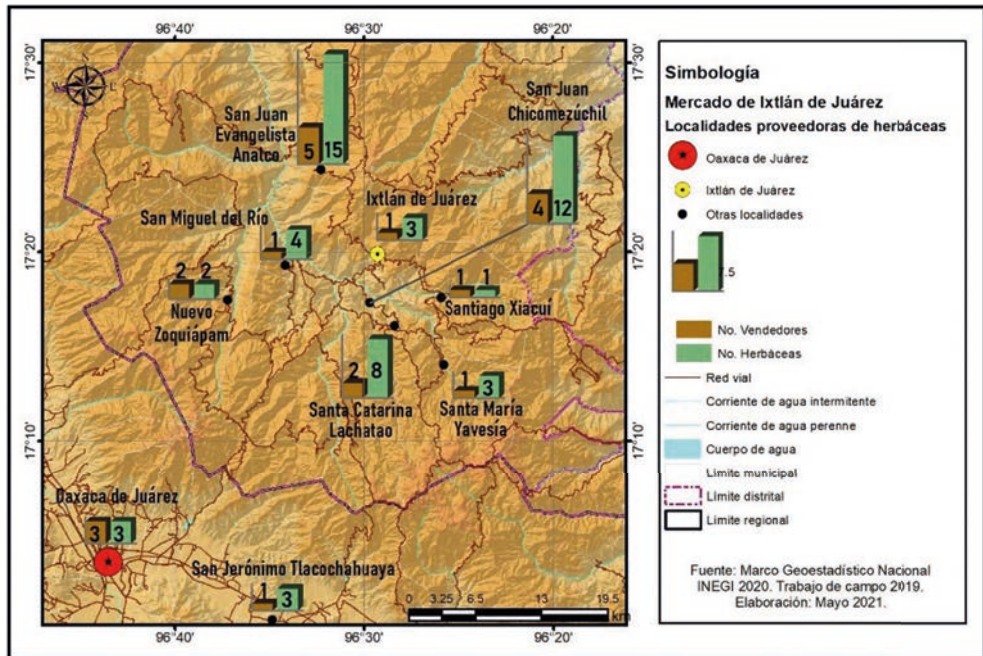 96°40'
96°30'
96°20'
17°30'
17°30'
San Juan
Evangelista
Analco
5
15
San Juan
Chicomezúchil
4
12
San Miguel del Río
1
4
Ixtlán de Juárez
1
3
17°20'
17°20'
2
2
Nuevo
Zoquiápam
1
1
Santiago Xiacuí
2
8
Santa Catarina
Lachatao
1
3
Santa María
Yavesía
17°10'
17°10'
Oaxaca de Juárez
3
3
San Jerónimo Tlacochahuaya
1
3
0
3.25
6.5
13
19.5
km
96°40'
96°30'
96°20'
Simbología
Mercado de Ixtlán de Juárez
Localidades proveedoras de herbáceas
Oaxaca de Juárez
Ixtlán de Juárez
Otras localidades
7.5
No. Vendedores
No. Herbáceas
Red vial
Corriente de agua intermitente
Corriente de agua perenne
Cuerpo de agua
Límite municipal
Límite distrital
Límite regional
Fuente: Marco Geoestadístico Nacional
INEGI 2020. Trabajo de campo 2019.
Elaboración: Mayo 2021.